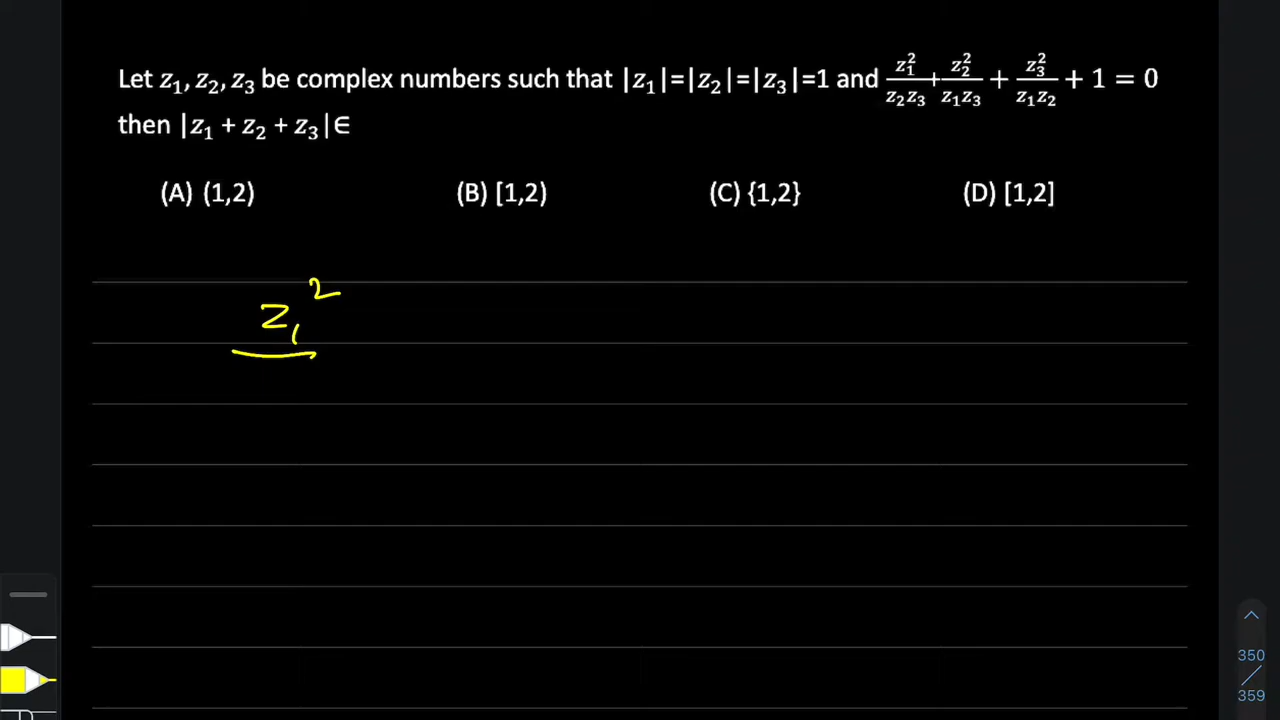 Let z₁, z₂, z₃ be complex numbers such that |z₁|=|z₂|=|z₃|=1 and z₁²/(z₂z₃) + z₂²/(z₁z₃) + z₃²/(z₁z₂) + 1 = 0
then |z₁ + z₂ + z₃|∈
(A) (1,2) (B) [1,2) (C) {1,2} (D) [1,2]
z₁²
350
359